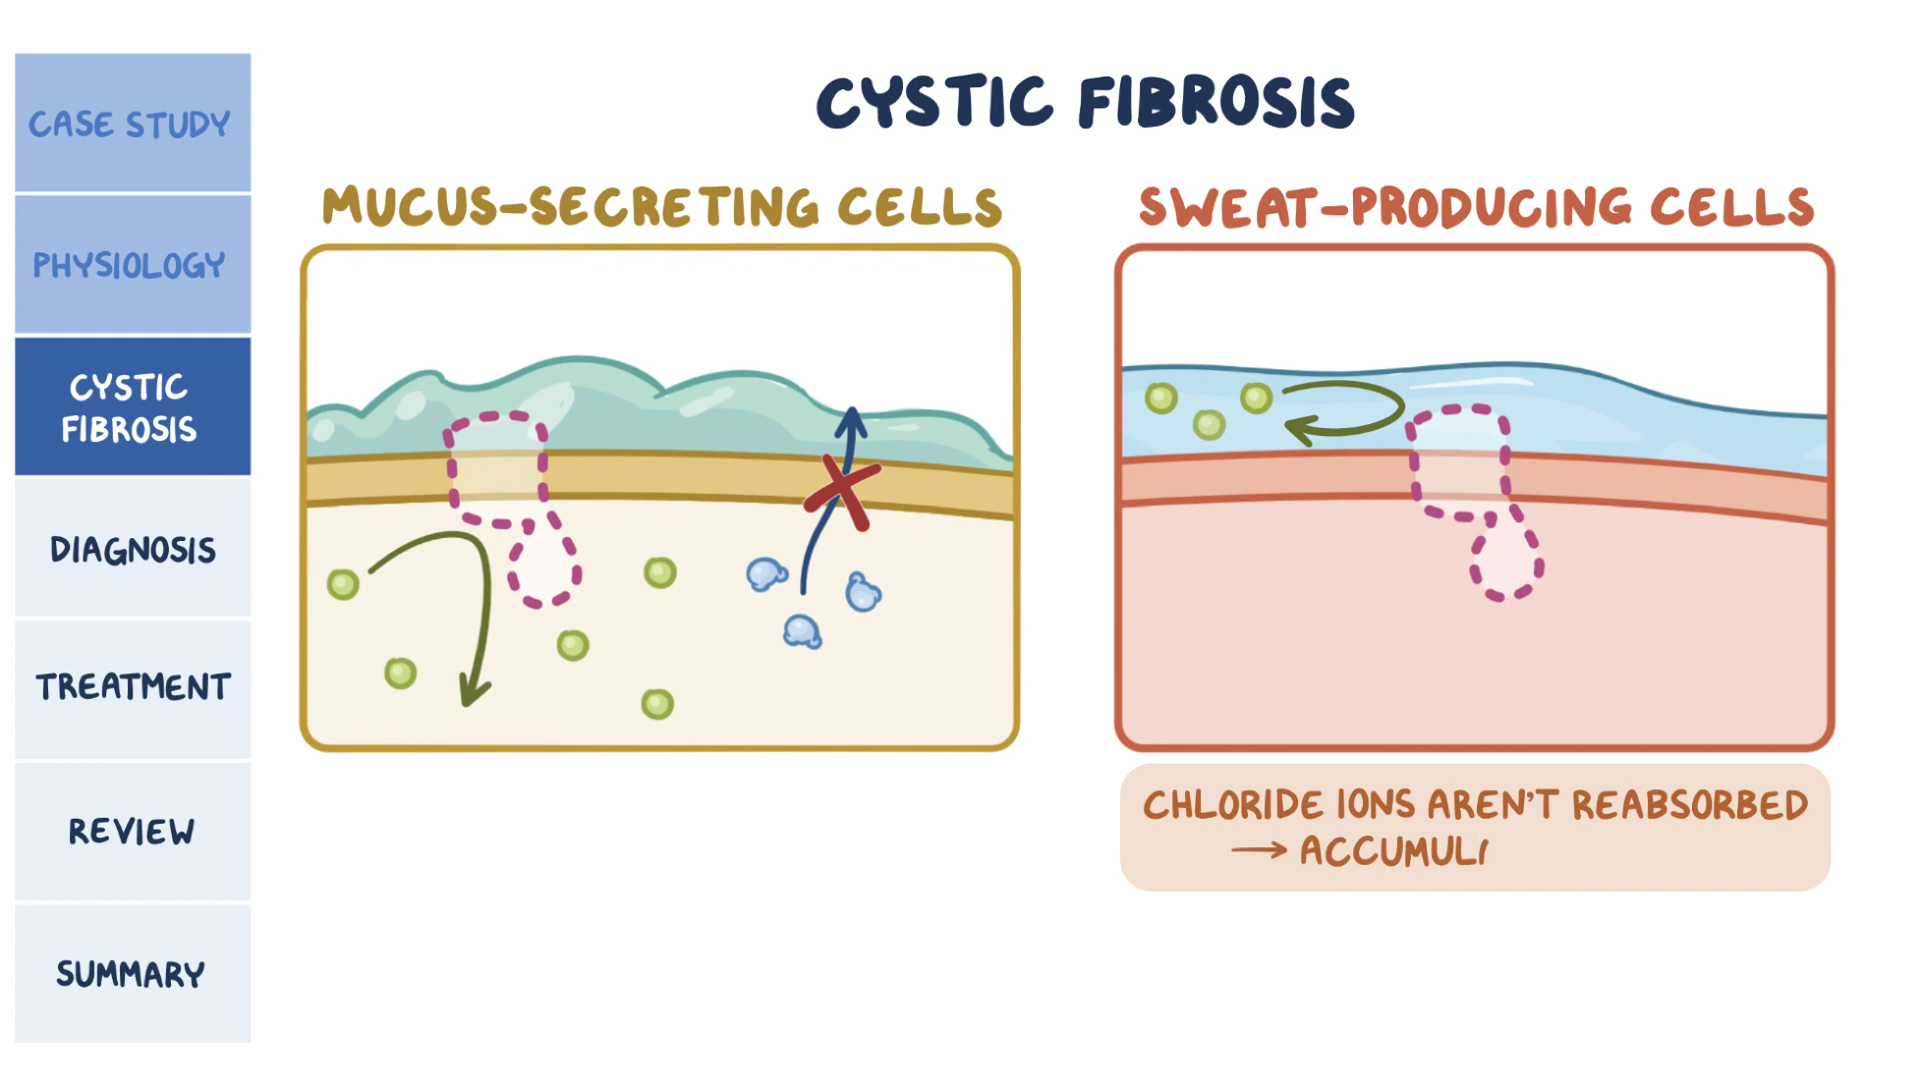 CASE STUDY
PHYSIOLOGY
CYSTIC
FIBROSIS
DIAGNOSIS
TREATMENT
REVIEW
SUMMARY
CYSTIC FIBROSIS
MUCUS-SECRETING CELLS
SWEAT-PRODUCING CELLS
CHLORIDE IONS AREN'T REABSORBED
→ ACCUMUL